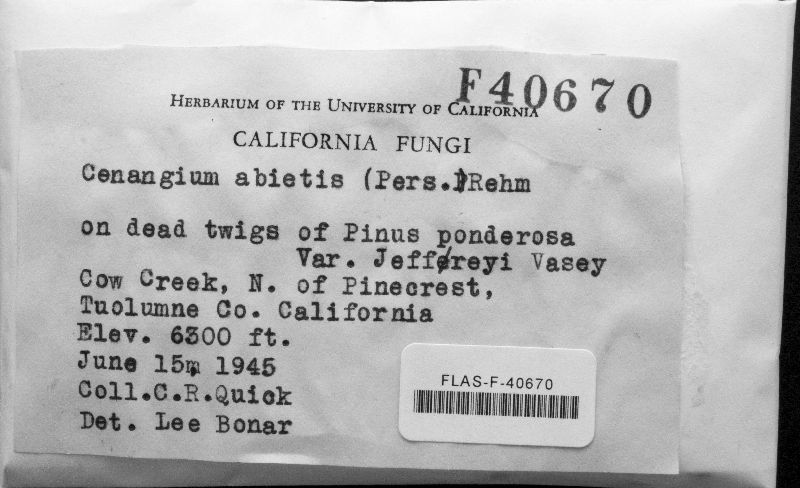 F40670
HERBARIUM OF THE UNIVERSITY OF CALIFORNIA
CALIFORNIA FUNGI
Cenangium abietis (Pers.)Rehm
on dead twigs of Pinus ponderosa
Var. Jeffreyi Vasey
Cow Creek, N. of Pinecrest,
Tuolumne Co. California
Elev. 6300 ft.
June 15, 1945
Coll.C.R.Quick
Det. Lee Bonar
FLAS-F-40670